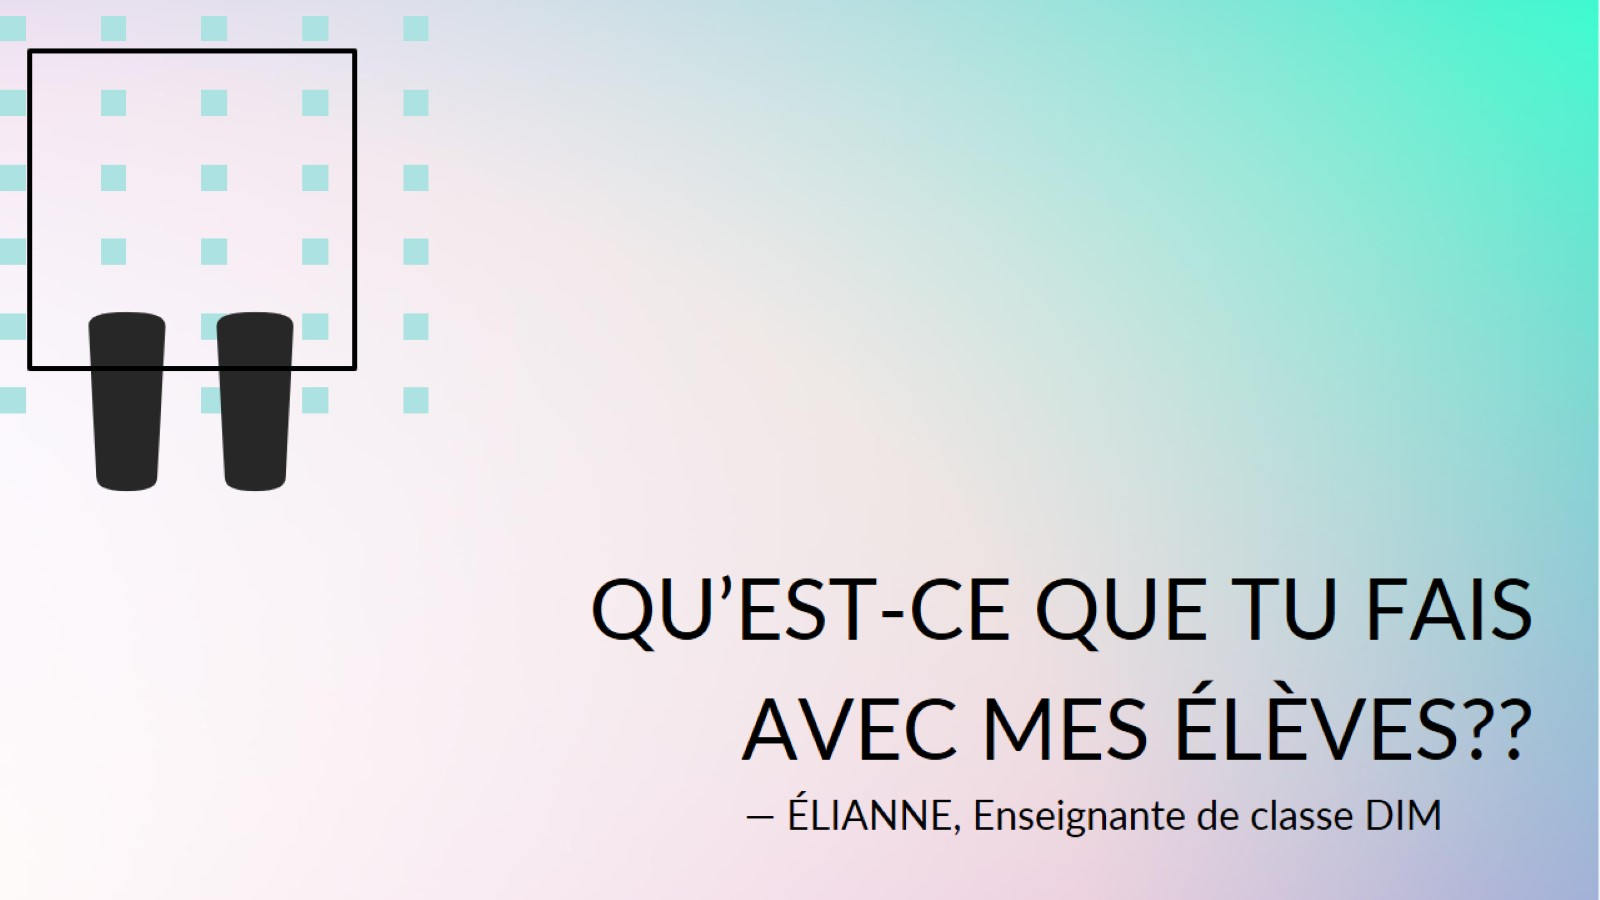 QU’EST-CE QUE TU FAIS
AVEC MES ÉLÈVES??
— ÉLIANNE, Enseignante de classe DIM